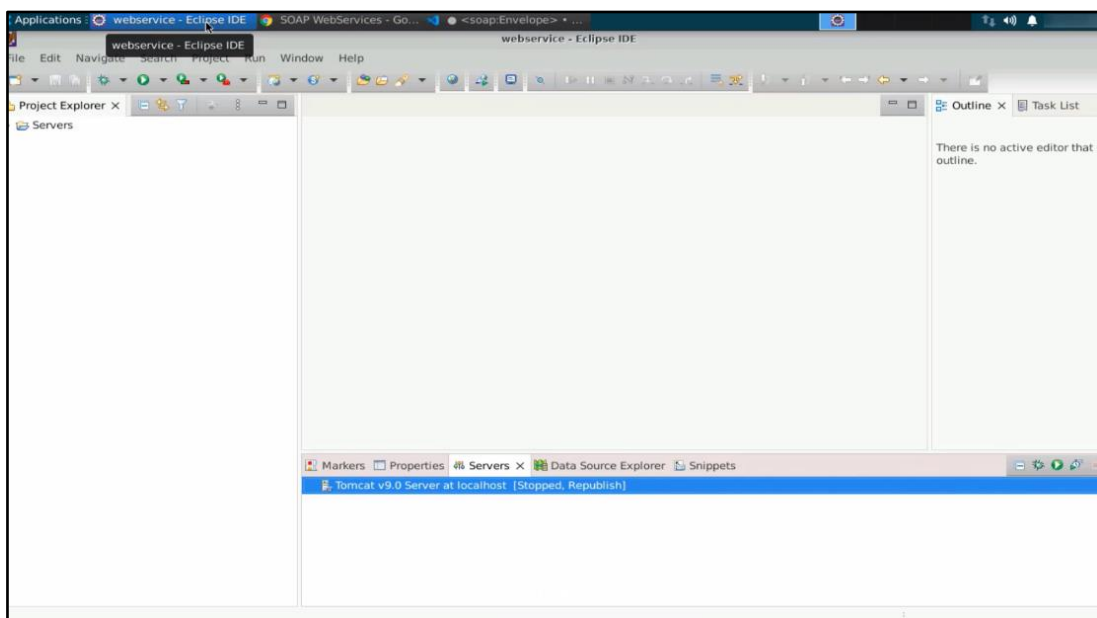 Applications : webservice - Eclipse IDE SOAP WebServices - Go... <soap:Envelope> • ...
webservice - Eclipse IDE
webservice - Eclipse IDE
File Edit Navigate Search Project Run Window Help
Project Explorer
Outline Task List
Servers
There is no active editor that
outline.
Markers Properties Servers Data Source Explorer Snippets
Tomcat v9.0 Server at localhost [Stopped, Republish]